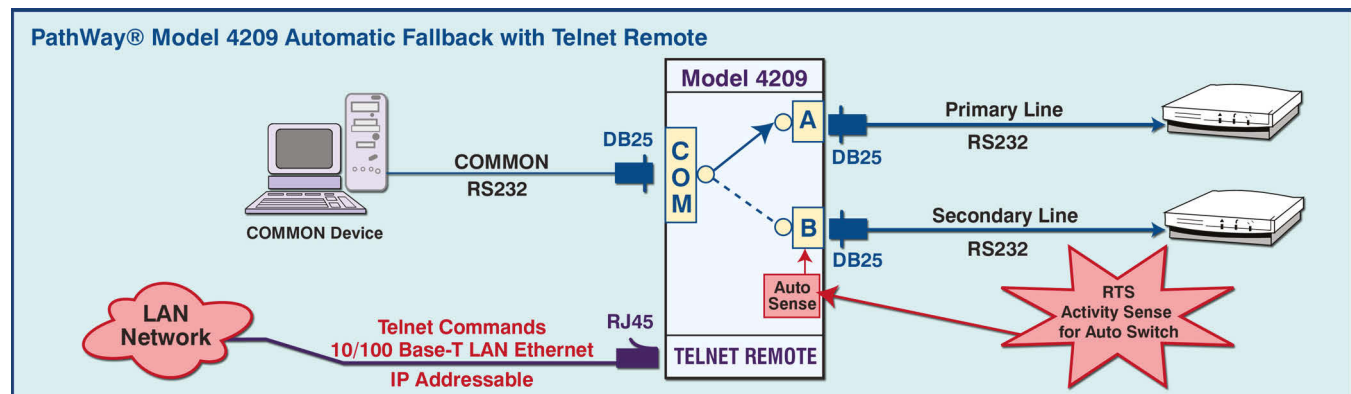 PathWay® Model 4209 Automatic Fallback with Telnet Remote
Model 4209
COMMON
RS232
DB25
COM
A
DB25
Primary Line
RS232
B
DB25
Secondary Line
RS232
COMMON Device
Auto
Sense
RTS
Activity Sense
for Auto Switch
LAN
Network
Telnet Commands
10/100 Base-T LAN Ethernet
IP Addressable
RJ45
TELNET REMOTE